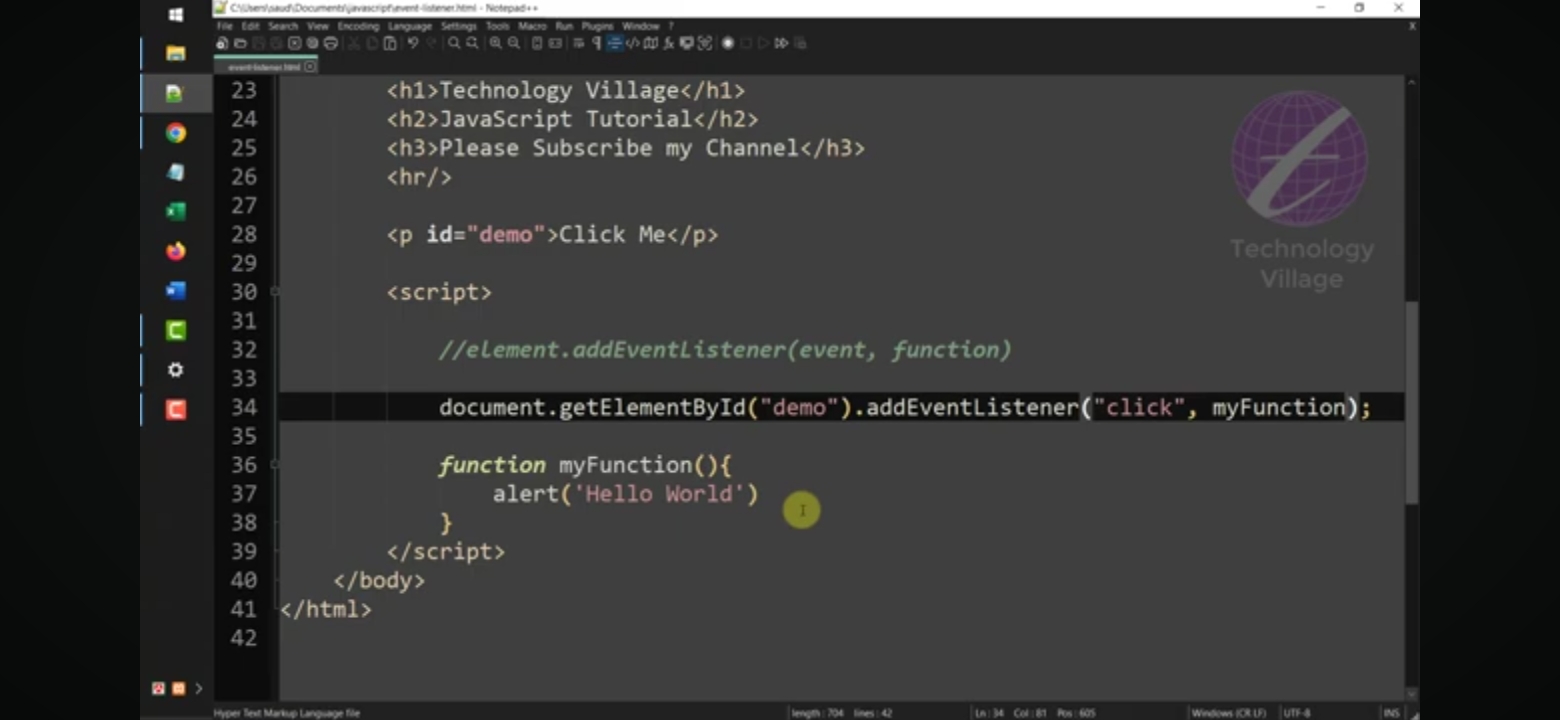 C:\Users\saud\Documents\javascript\event-listener.html - Notepad++
File Edit Search View Encoding Language Settings Tools Macro Run Plugins Window ? X
event-listener.html
23 <h1>Technology Village</h1>
24 <h2>JavaScript Tutorial</h2>
25 <h3>Please Subscribe my Channel</h3>
26 <hr/>
27
28 <p id="demo">Click Me</p>
29
30 <script>
31
32 //element.addEventListener(event, function)
33
34 document.getElementById("demo").addEventListener("click", myFunction);
35
36 function myFunction(){
37 alert('Hello World')
38 }
39 </script>
40 </body>
41 </html>
42
Technology
Village
Hyper Text Markup Language file length : 704 lines : 42 Ln : 34 Col : 81 Pos : 605 Windows (CR LF) UTF-8 INS